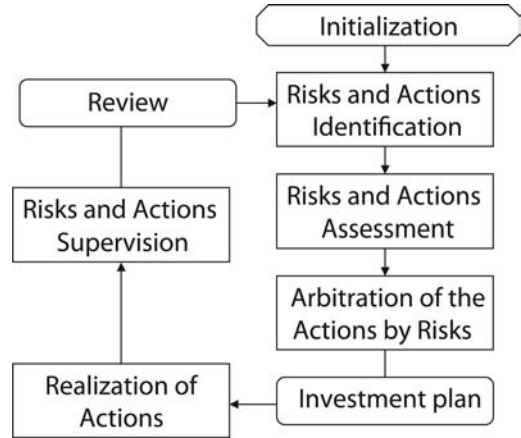 Initialization
Review
Risks and Actions
Identification
Risks and Actions
Supervision
Risks and Actions
Assessment
Arbitration of the
Actions by Risks
Realization of
Actions
Investment plan